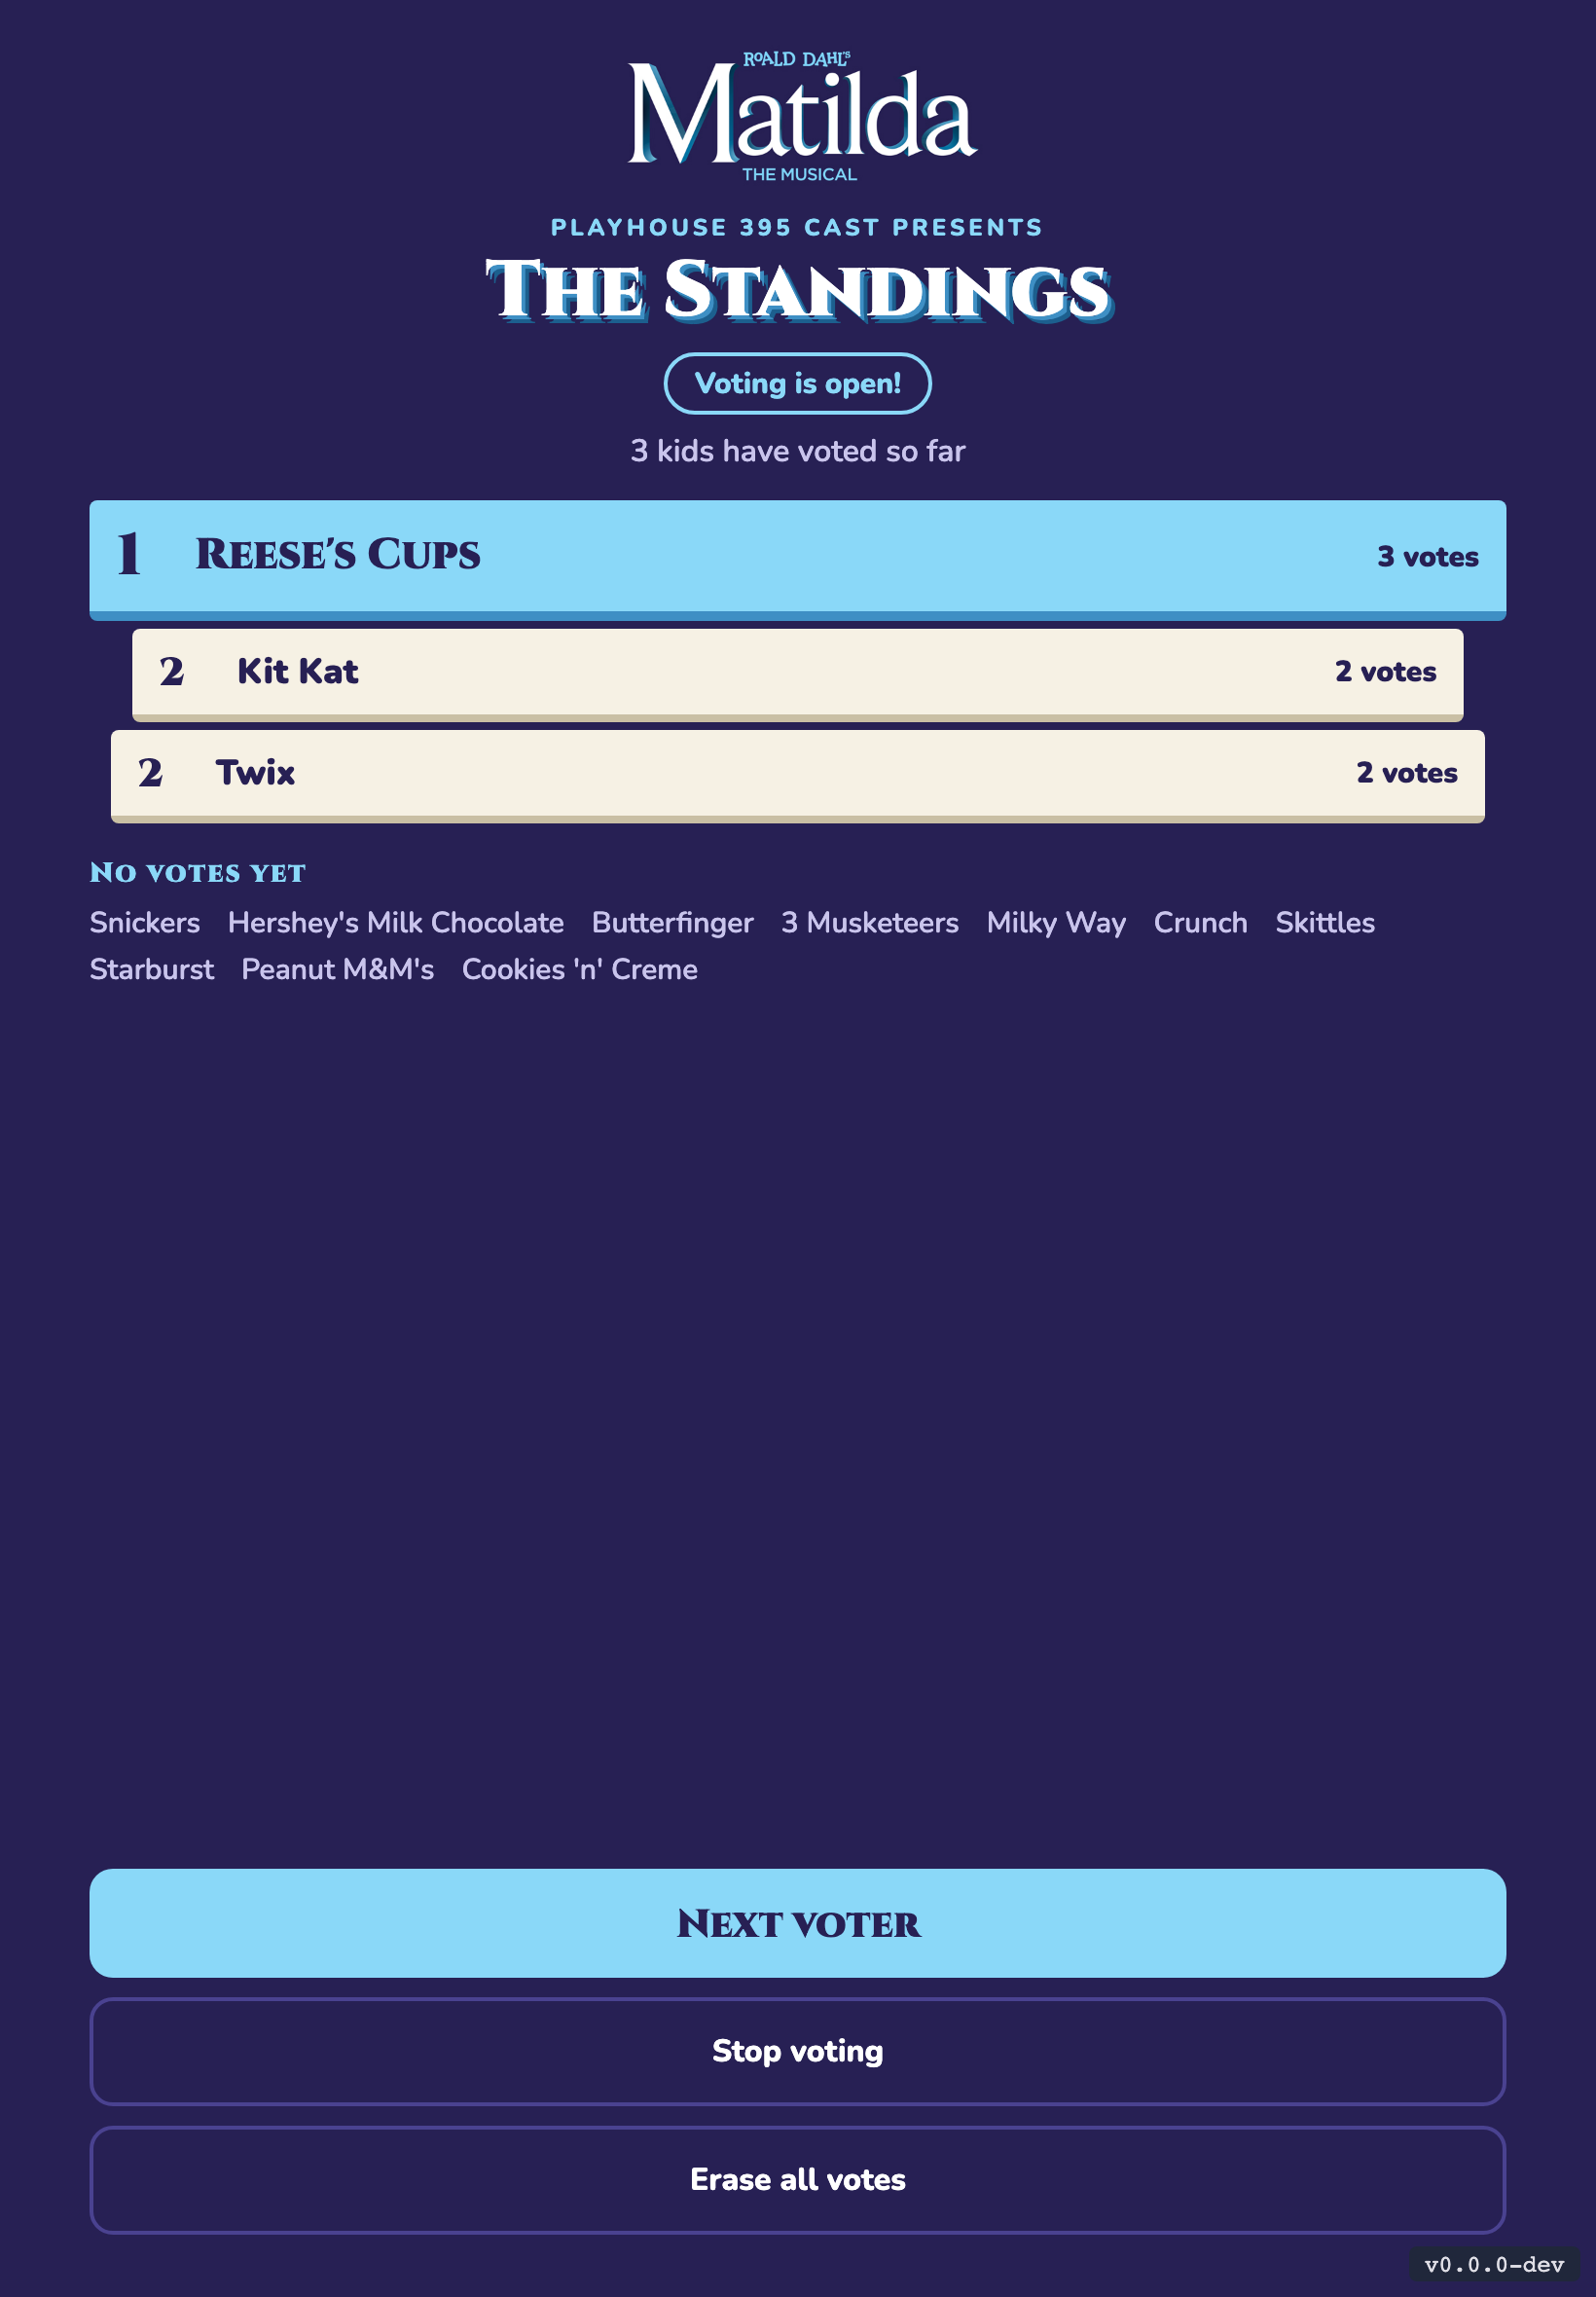 ROALD DAHL'S
Matilda
THE MUSICAL
PLAYHOUSE 395 CAST PRESENTS
THE STANDINGS
Voting is open!
3 kids have voted so far
1 REESE'S CUPS 3 votes
2 Kit Kat 2 votes
2 Twix 2 votes
NO VOTES YET
Snickers Hershey's Milk Chocolate Butterfinger 3 Musketeers Milky Way Crunch Skittles
Starburst Peanut M&M's Cookies 'n' Creme
NEXT VOTER
Stop voting
Erase all votes
v0.0.0-dev